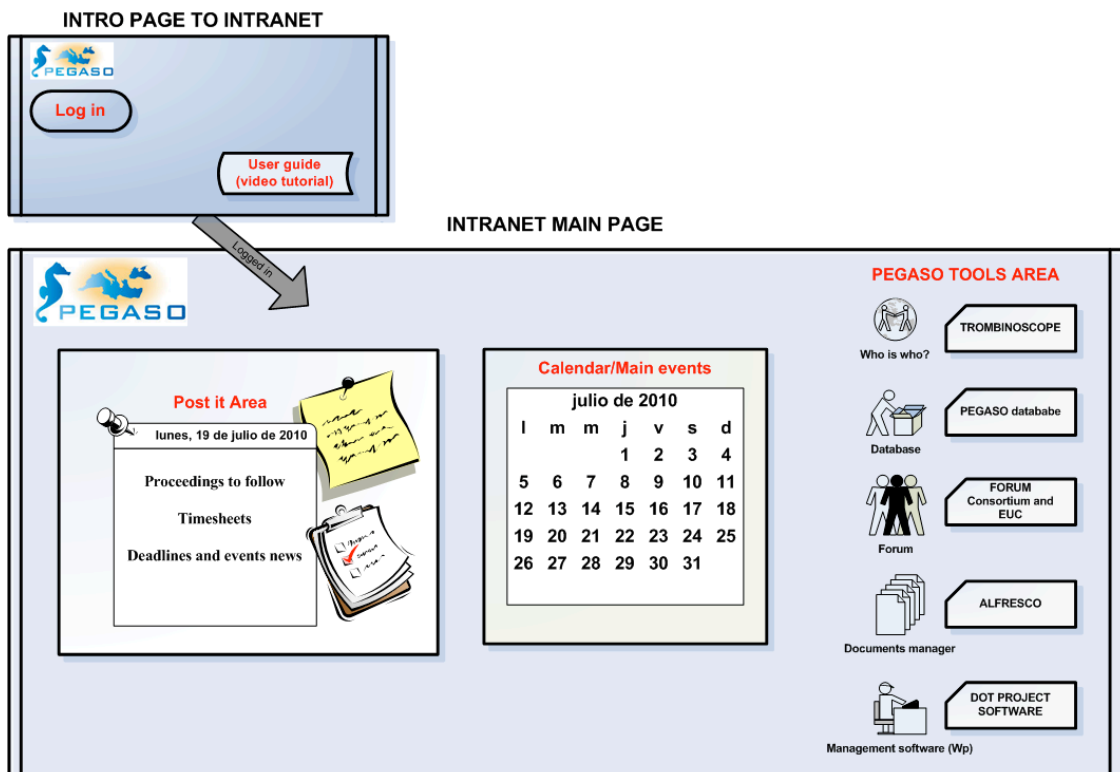 INTRO PAGE TO INTRANET
PEGASO
Log in
User guide
(video tutorial)
Logged in
INTRANET MAIN PAGE
PEGASO
Post it Area
lunes, 19 de julio de 2010
Proceedings to follow
Timesheets
Deadlines and events news
Calendar/Main events
julio de 2010
l m m j v s d
1 2 3 4
5 6 7 8 9 10 11
12 13 14 15 16 17 18
19 20 21 22 23 24 25
26 27 28 29 30 31
PEGASO TOOLS AREA
Who is who?
TROMBINOSCOPE
Database
PEGASO datababe
Forum
FORUM
Consortium and
EUC
Documents manager
ALFRESCO
Management software (Wp)
DOT PROJECT
SOFTWARE